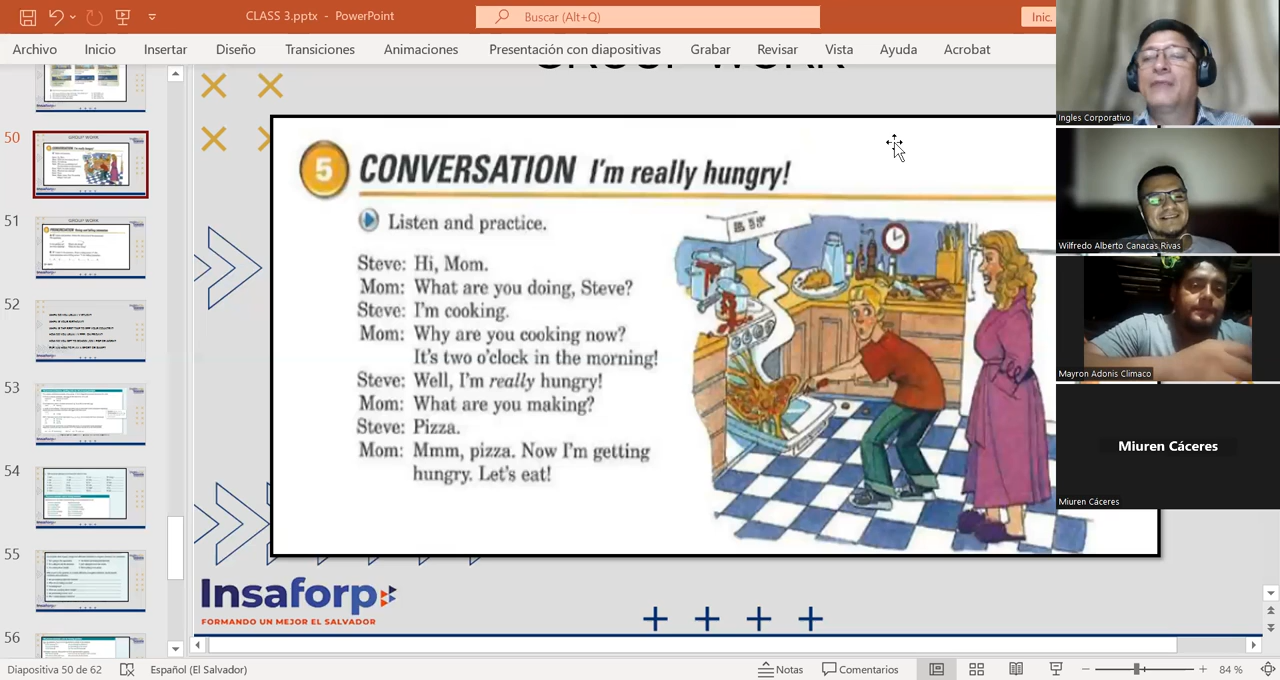 CLASS 3.pptx - PowerPoint
Buscar (Alt+Q)
Inic.
Archivo Inicio Insertar Diseño Transiciones Animaciones Presentación con diapositivas Grabar Revisar Vista Ayuda Acrobat
GROUP WORK
5 CONVERSATION I'm really hungry!
Listen and practice.
Steve: Hi, Mom.
Mom: What are you doing, Steve?
Steve: I'm cooking.
Mom: Why are you cooking now?
It's two o'clock in the morning!
Steve: Well, I'm really hungry!
Mom: What are you making?
Steve: Pizza.
Mom: Mmm, pizza. Now I'm getting
hungry. Let's eat!
Insaforp
FORMANDO UN MEJOR EL SALVADOR
50
51
52
53
54
55
56
Ingles Corporativo
Wilfredo Alberto Canacas Rivas
Mayron Adonis Climaco
Miuren Cáceres
Miuren Cáceres
Diapositiva 50 de 62 Español (El Salvador) Notas Comentarios 84 %